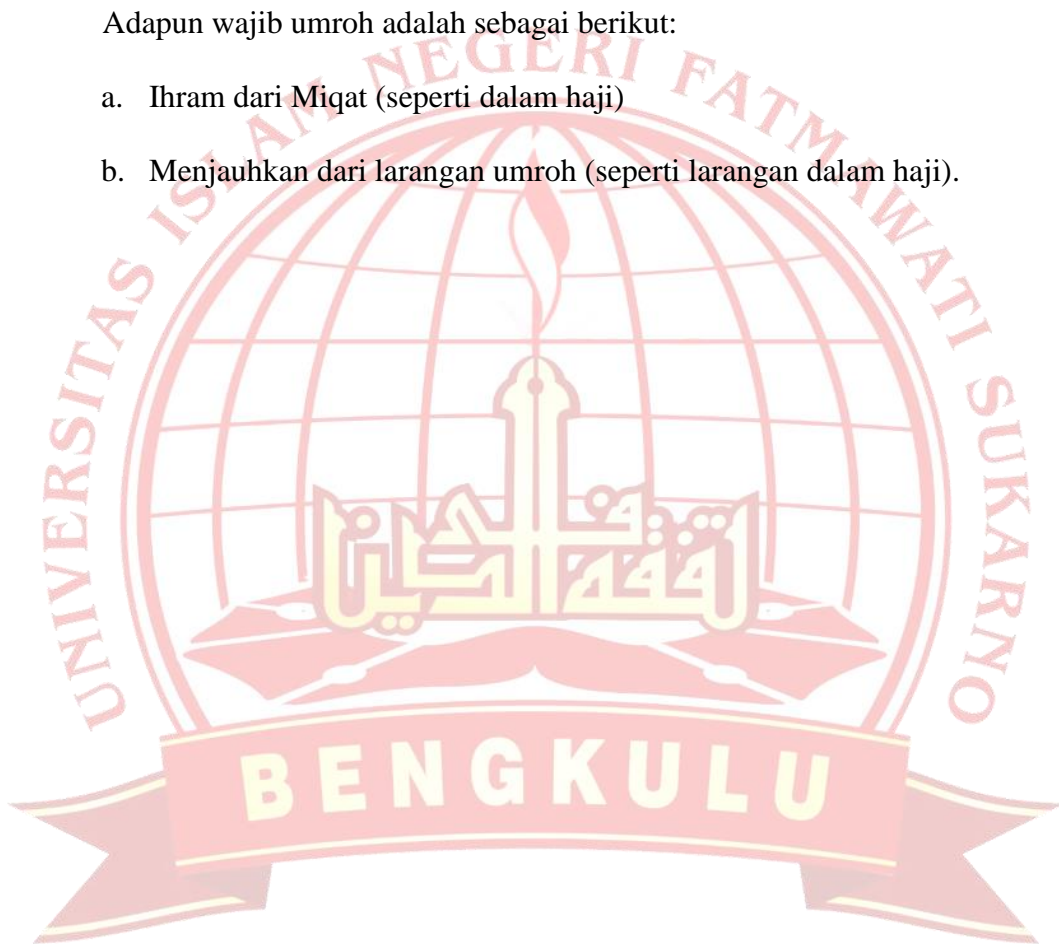 Adapun wajib umroh adalah sebagai berikut:
a. Ihram dari Miqat (seperti dalam haji)
b. Menjauhkan dari larangan umroh (seperti larangan dalam haji).
UNIVERSITAS ISLAM NEGERI FATMAWATI SUKARNO
BENGKULU